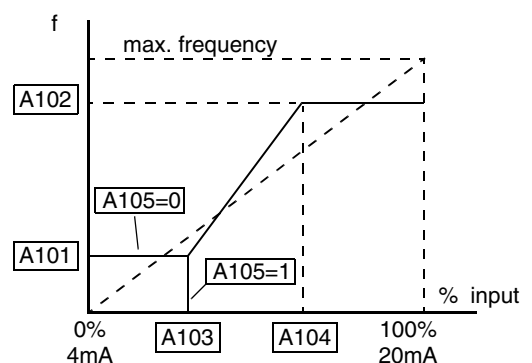 f
max. frequency
A102
A105=0
A101
A105=1
% input
0%
A103
A104
100%
4mA
20mA